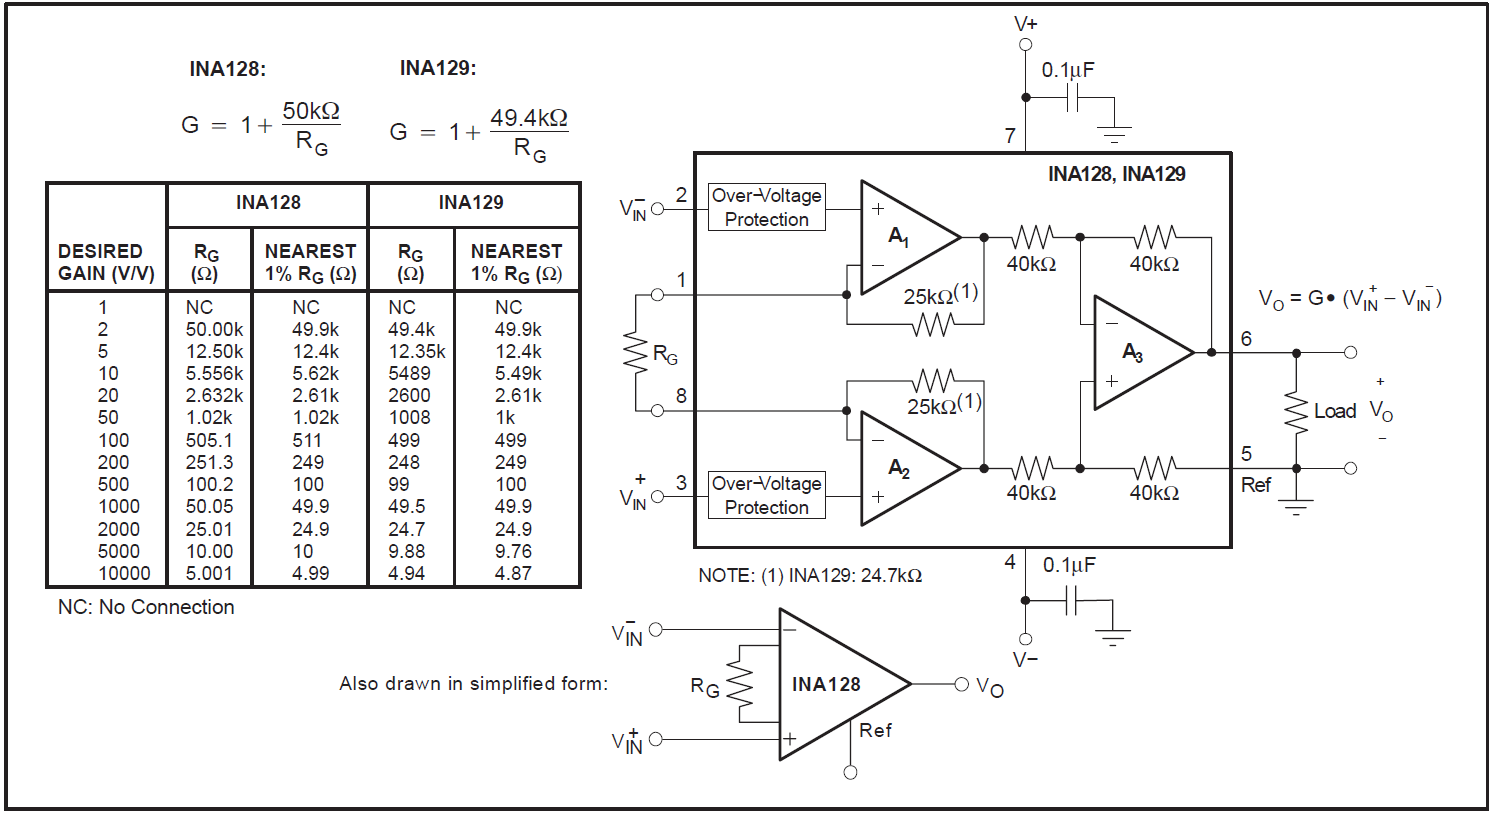 INA128:
G = 1 + 50kΩ / RG
INA129:
G = 1 + 49.4kΩ / RG
INA128 INA129
DESIRED GAIN (V/V) RG (Ω) NEAREST 1% RG (Ω) RG (Ω) NEAREST 1% RG (Ω)
1 NC NC NC NC
2 50.00k 49.9k 49.4k 49.9k
5 12.50k 12.4k 12.35k 12.4k
10 5.556k 5.62k 5489 5.49k
20 2.632k 2.61k 2600 2.61k
50 1.02k 1.02k 1008 1k
100 505.1 511 499 499
200 251.3 249 248 249
500 100.2 100 99 100
1000 50.05 49.9 49.5 49.9
2000 25.01 24.9 24.7 24.9
5000 10.00 10 9.88 9.76
10000 5.001 4.99 4.94 4.87
NC: No Connection
V+
0.1µF
7
INA128, INA129
V−IN 2 Over−Voltage Protection
+
A1
−
40kΩ
40kΩ
1
25kΩ(1)
RG
−
A3
+
6
VO = G• (V+IN − V−IN)
8
25kΩ(1)
−
A2
+
V+IN 3 Over−Voltage Protection
40kΩ
40kΩ
5
Ref
Load
+
VO
−
NOTE: (1) INA129: 24.7kΩ
4
0.1µF
V−
Also drawn in simplified form:
V−IN
−
RG
INA128
VO
Ref
V+IN
+